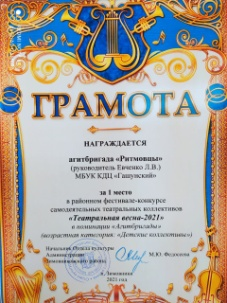 ГРАМОТА
НАГРАЖДАЕТСЯ
агитбригада «Ритмовцы»
(руководитель Евченко Л.В.)
МБУК КДЦ «Гашунский»
за 1 место
в районном фестивале-конкурсе
самодеятельных театральных коллективов
«Театральная весна-2021»
в номинации «Агитбригады»
(возрастная категория: «Детские коллективы»)
Начальник Отдела культуры
Администрации
Зимовниковского района М.Ю. Федоцова
п. Зимовники
2021 год